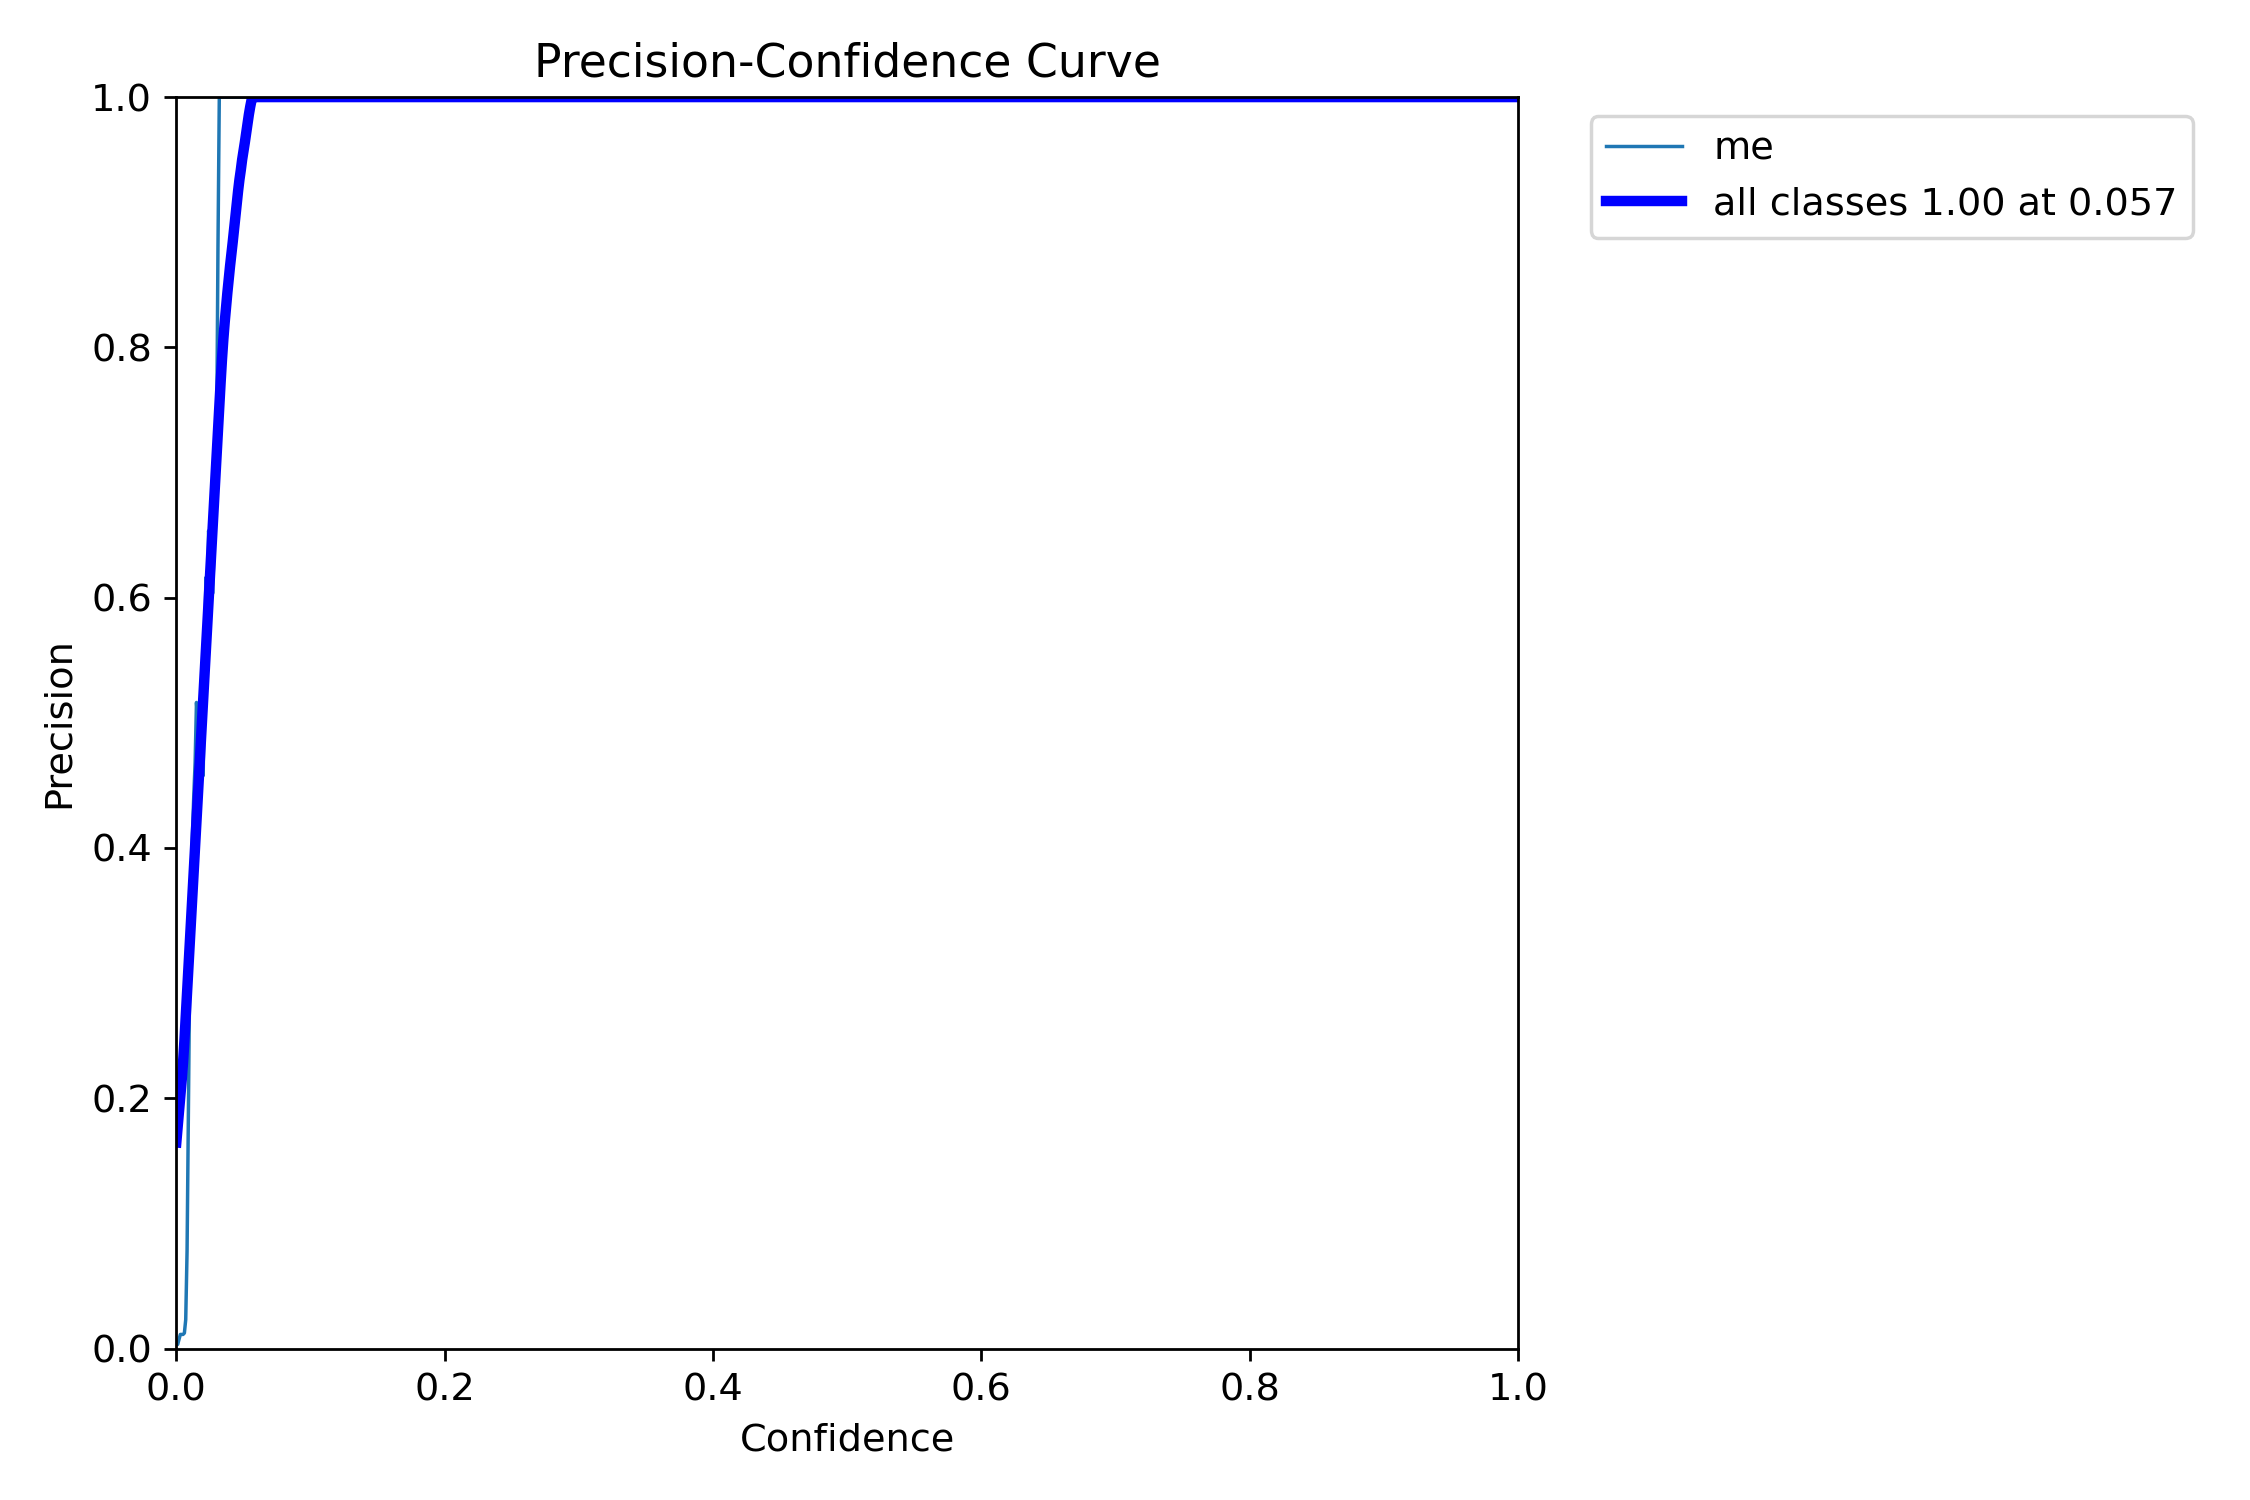 Precision-Confidence Curve
1.0
0.8
0.6
0.4
0.2
0.0
Precision
0.0 0.2 0.4 0.6 0.8 1.0
Confidence
me
all classes 1.00 at 0.057